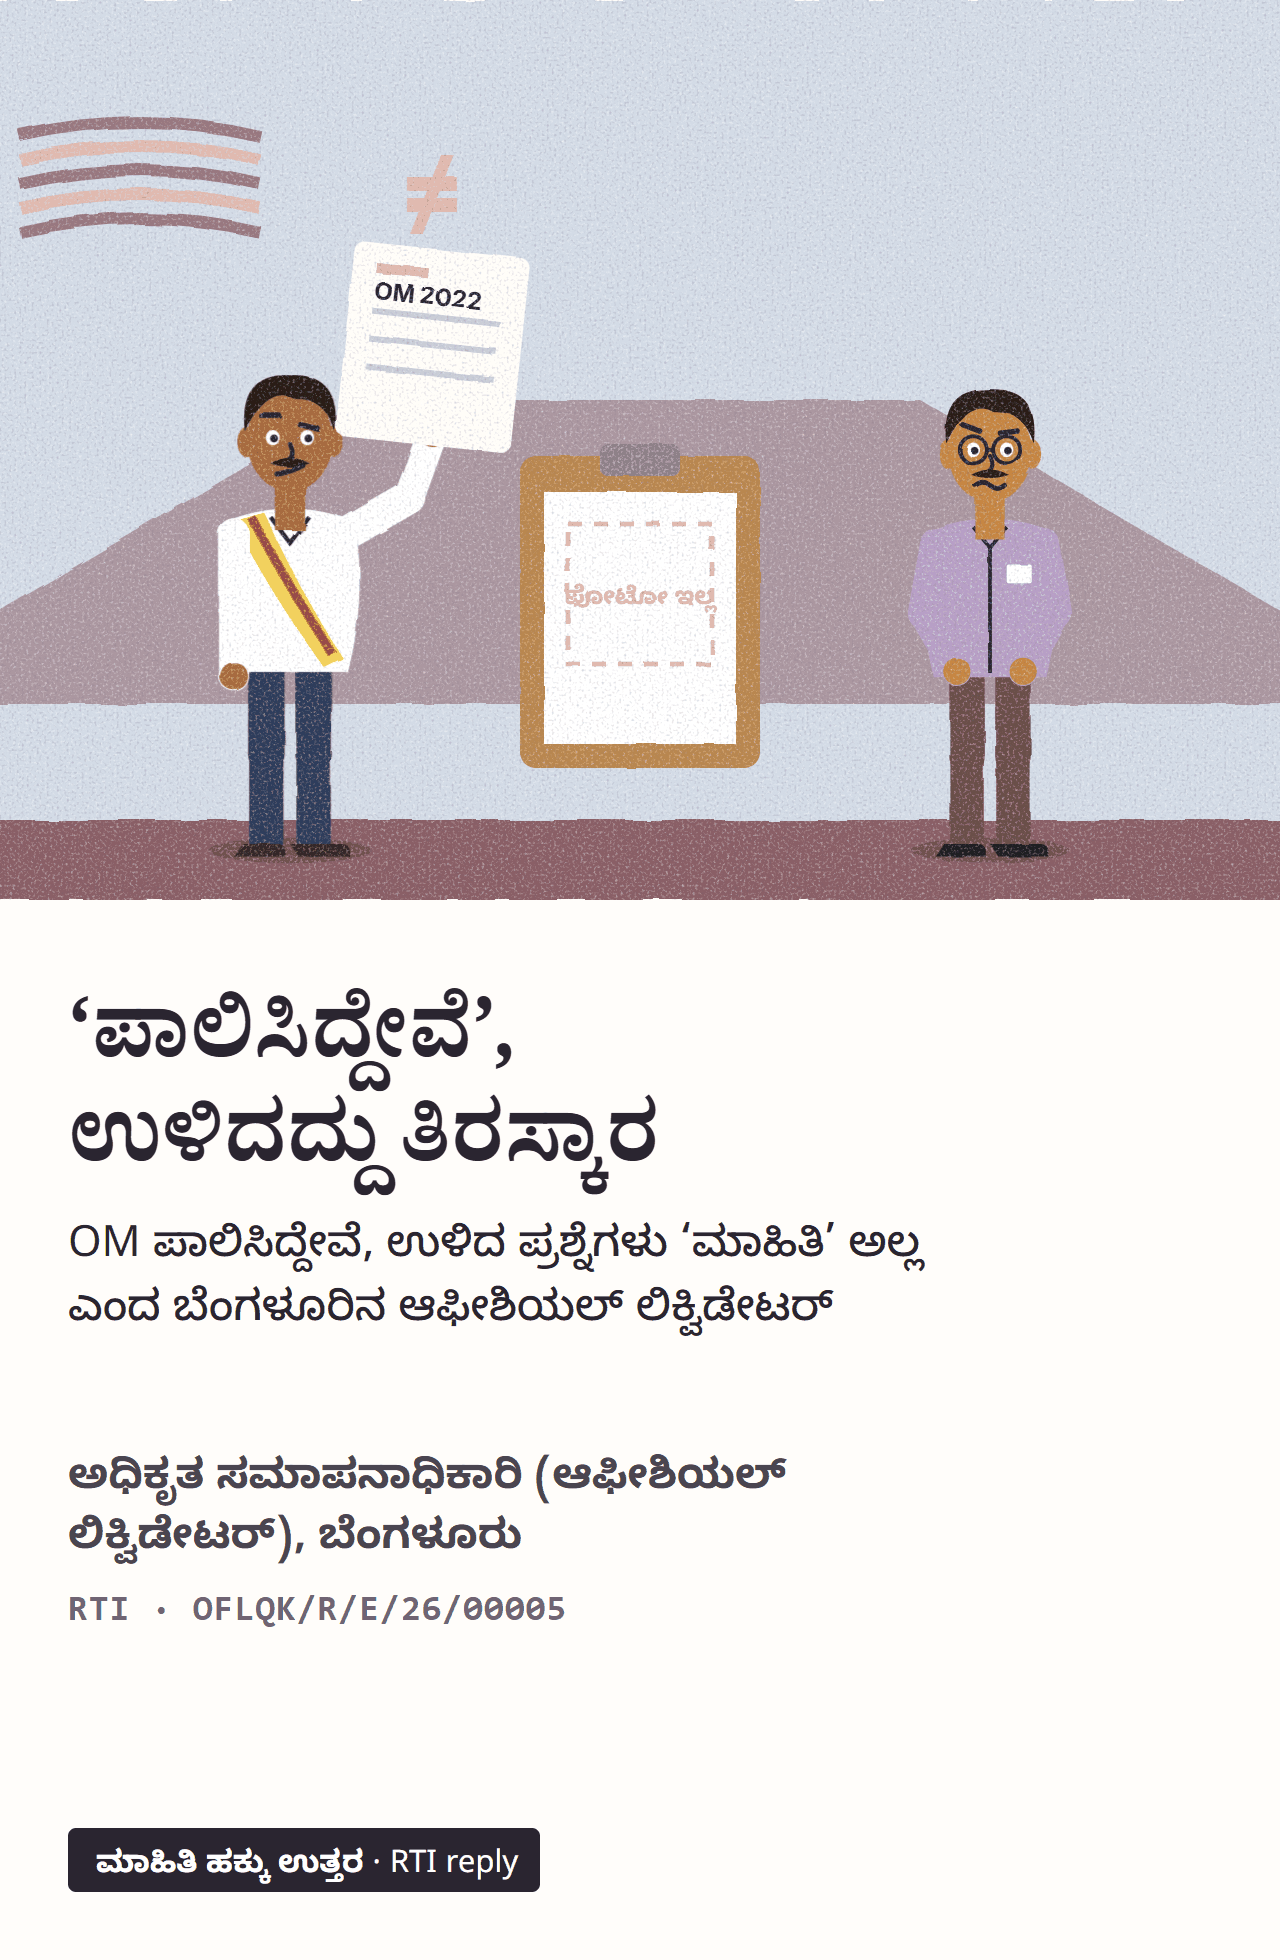 ≠
OM 2022
ಫೋಟೋ ಇಲ್ಲ
‘ಪಾಲಿಸಿದ್ದೇವೆ’,
ಉಳಿದದ್ದು ತಿರಸ್ಕಾರ
OM ಪಾಲಿಸಿದ್ದೇವೆ, ಉಳಿದ ಪ್ರಶ್ನೆಗಳು ‘ಮಾಹಿತಿ’ ಅಲ್ಲ
ಎಂದ ಬೆಂಗಳೂರಿನ ಆಫೀಶಿಯಲ್ ಲಿಕ್ವಿಡೇಟರ್
ಅಧಿಕೃತ ಸಮಾಪನಾಧಿಕಾರಿ (ಆಫೀಶಿಯಲ್
ಲಿಕ್ವಿಡೇಟರ್), ಬೆಂಗಳೂರು
RTI · OFLQK/R/E/26/00005
ಮಾಹಿತಿ ಹಕ್ಕು ಉತ್ತರ · RTI reply